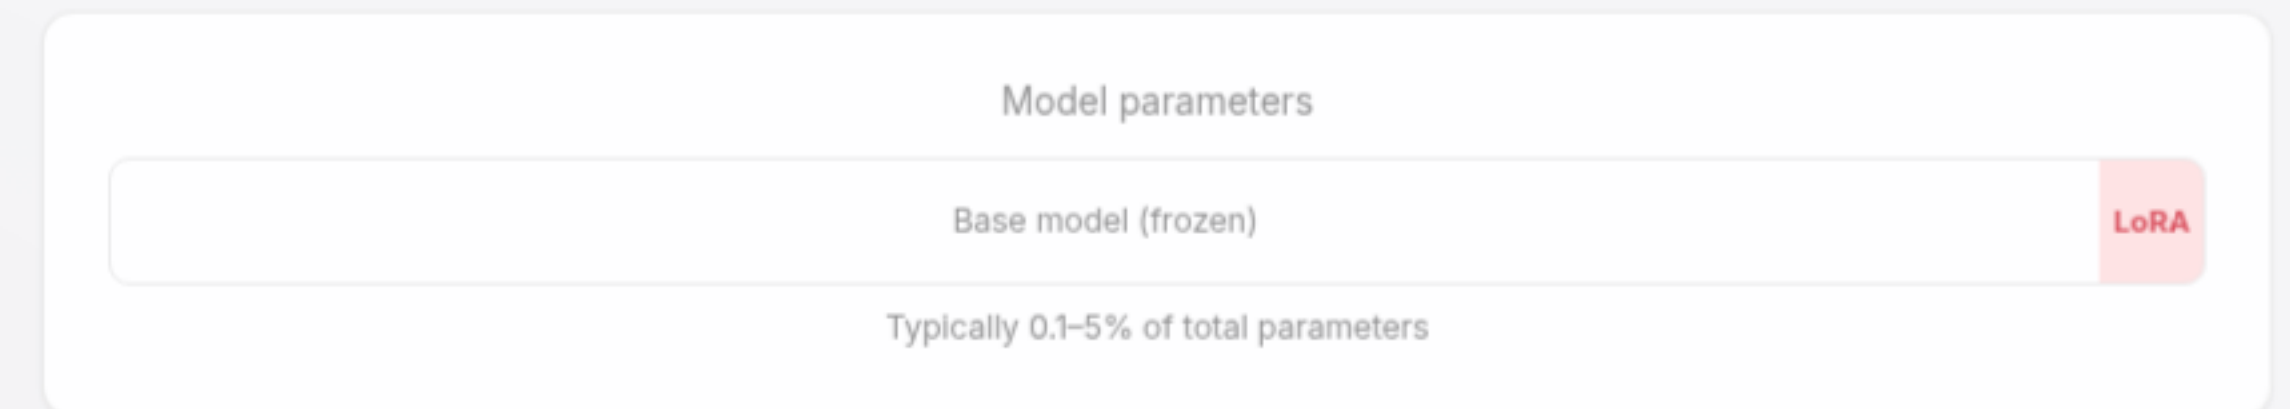 Model parameters
Base model (frozen)
LoRA
Typically 0.1–5% of total parameters